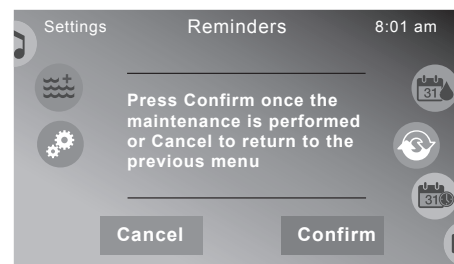 Settings Reminders 8:01 am
31
Press Confirm once the
maintenance is performed
or Cancel to return to the
previous menu
31
Cancel Confirm